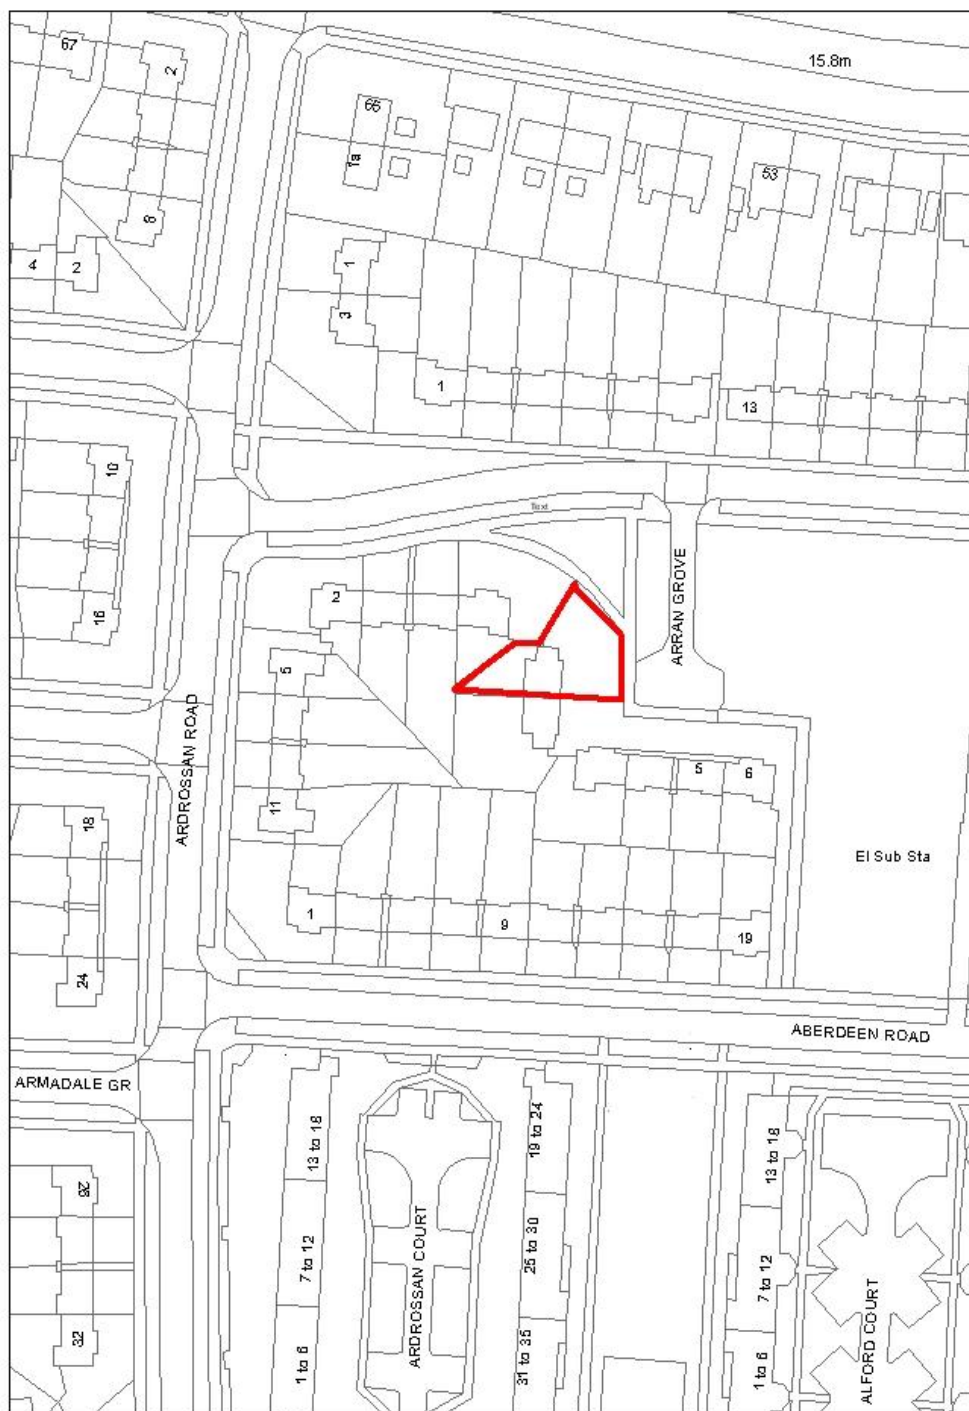 67
2
15.8m
66
1a
53
8
4
2
1
3
1
13
10
Text
16
2
ARRAN GROVE
5
ARDROSSAN ROAD
5
6
11
18
El Sub Sta
1
9
19
24
ABERDEEN ROAD
ARMADALE GR
13 to 18
19 to 24
13 to 18
26
7 to 12
25 to 30
7 to 12
ARDROSSAN COURT
ALFORD COURT
32
1 to 6
31 to 35
1 to 6